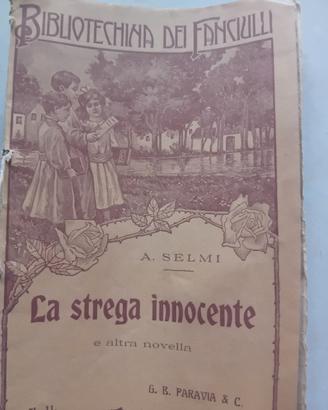 BIBLIOTECHINA DEI FANCIULLI
A. SELMI
La strega innocente
e altra novella
G. B. PARAVIA & C.